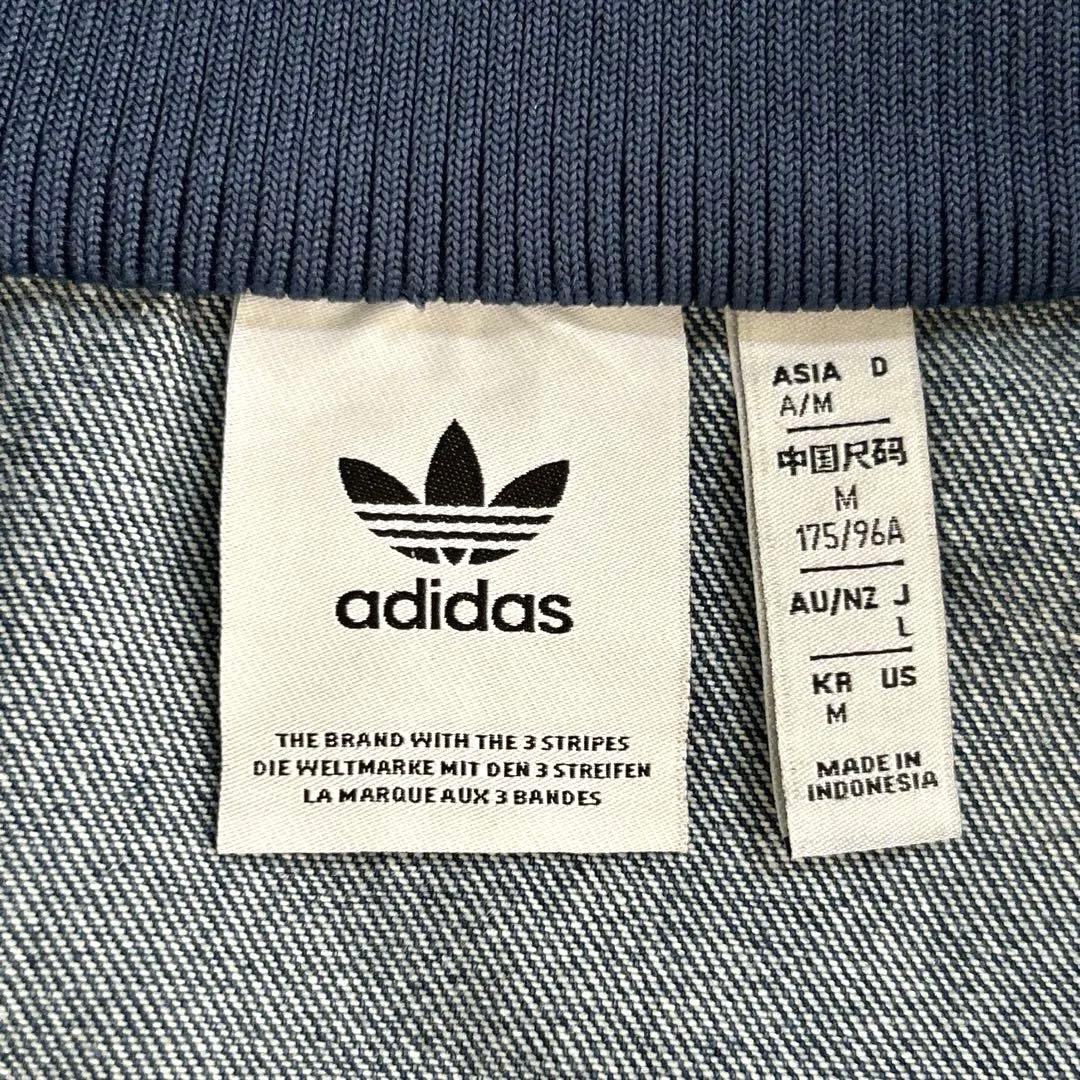 adidas
THE BRAND WITH THE 3 STRIPES
DIE WELTMARKE MIT DEN 3 STREIFEN
LA MARQUE AUX 3 BANDES
ASIA D
A/M
中国尺码
M
175/96A
AU/NZ J
L
KR US
M
MADE IN
INDONESIA